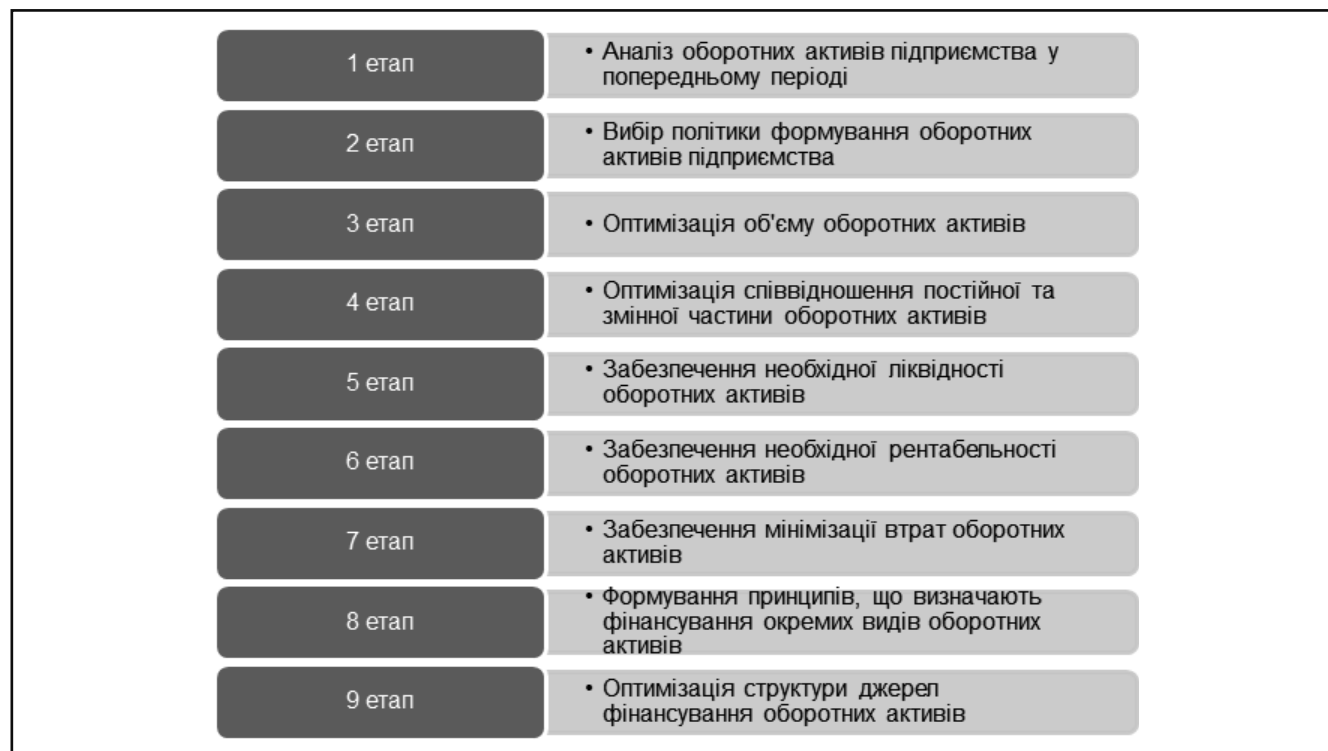 1 етап
• Аналіз оборотних активів підприємства у
попередньому періоді
2 етап
• Вибір політики формування оборотних
активів підприємства
3 етап
• Оптимізація об'єму оборотних активів
4 етап
• Оптимізація співвідношення постійної та
змінної частини оборотних активів
5 етап
• Забезпечення необхідної ліквідності
оборотних активів
6 етап
• Забезпечення необхідної рентабельності
оборотних активів
7 етап
• Забезпечення мінімізації втрат оборотних
активів
8 етап
• Формування принципів, що визначають
фінансування окремих видів оборотних
активів
9 етап
• Оптимізація структури джерел
фінансування оборотних активів